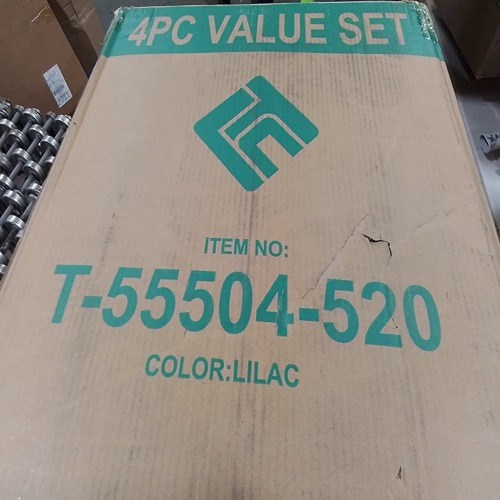 4PC VALUE SET
ITEM NO:
T-55504-520
COLOR:LILAC